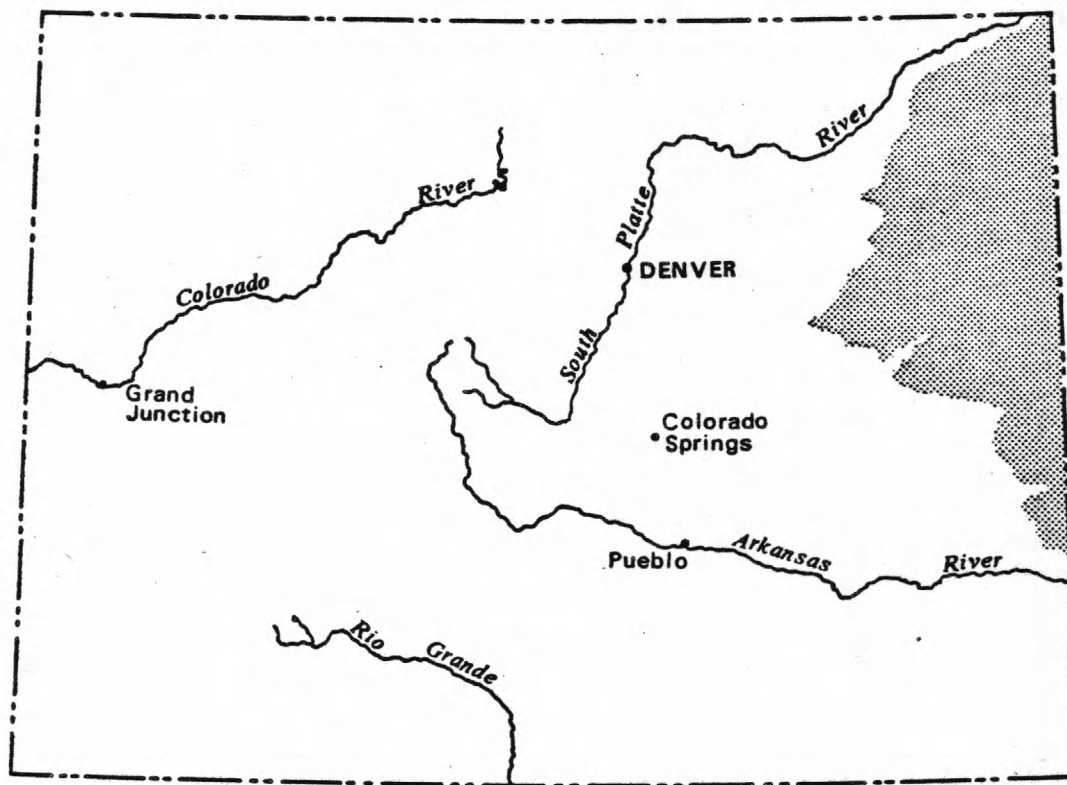 River
River
Platte
Colorado
DENVER
South
Grand
Junction
Colorado
Springs
Pueblo
Arkansas
River
Rio
Grande